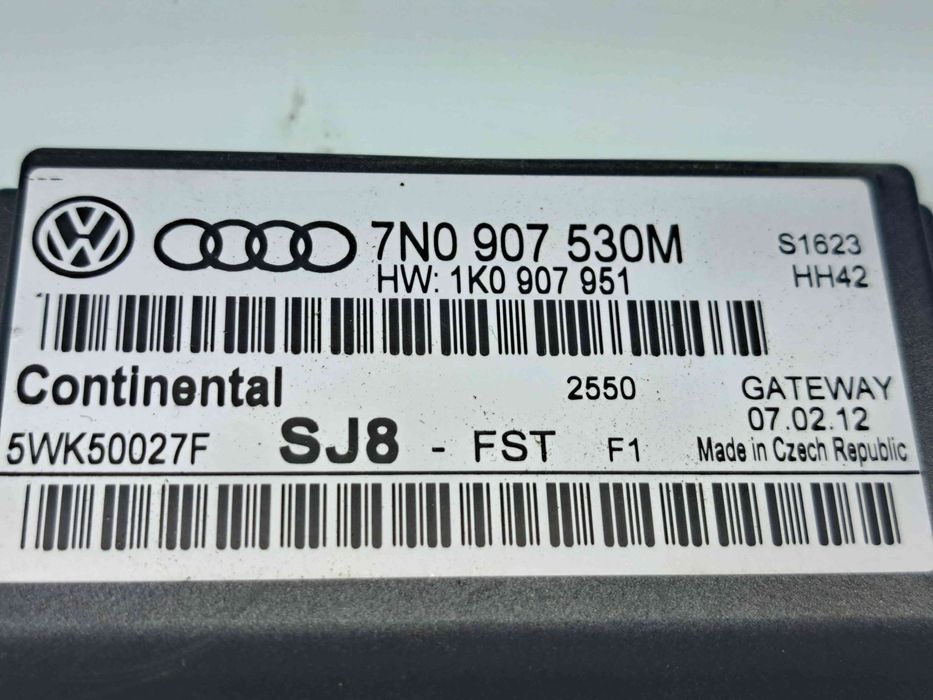 7N0 907 530M S1623
HW: 1K0 907 951 HH42
Continental 2550 GATEWAY
07.02.12
5WK50027F SJ8 - FST F1 Made in Czech Republic